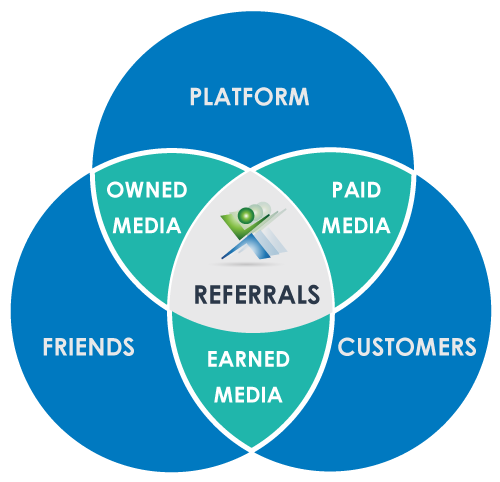 PLATFORM
OWNED
MEDIA
PAID
MEDIA
REFERRALS
FRIENDS
CUSTOMERS
EARNED
MEDIA